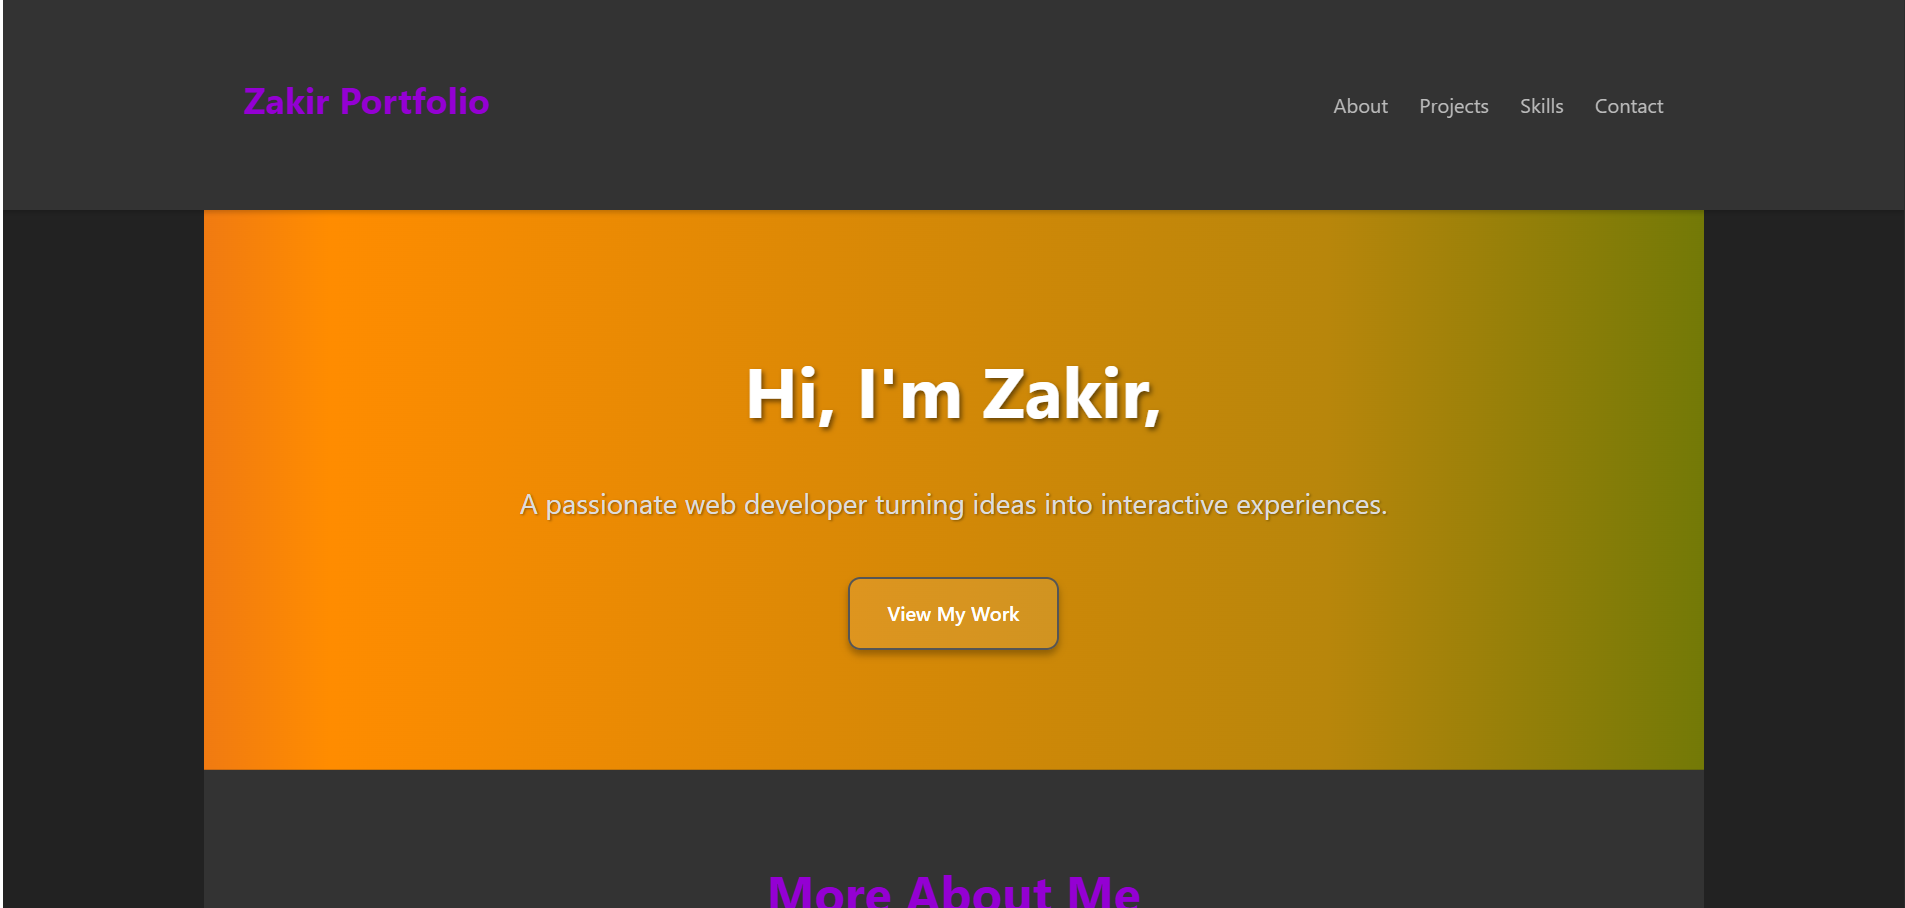 Zakir Portfolio
About Projects Skills Contact
Hi, I'm Zakir,
A passionate web developer turning ideas into interactive experiences.
View My Work
More About Me